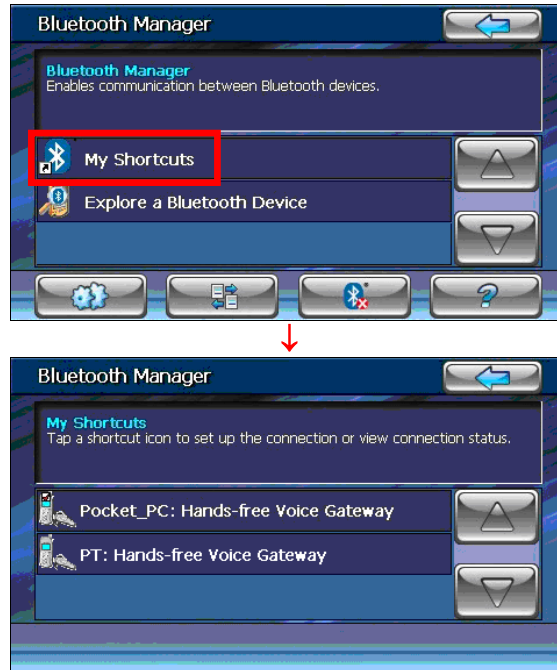 Bluetooth Manager
Bluetooth Manager
Enables communication between Bluetooth devices.
My Shortcuts
Explore a Bluetooth Device
?
↓
Bluetooth Manager
My Shortcuts
Tap a shortcut icon to set up the connection or view connection status.
Pocket_PC: Hands-free Voice Gateway
PT: Hands-free Voice Gateway